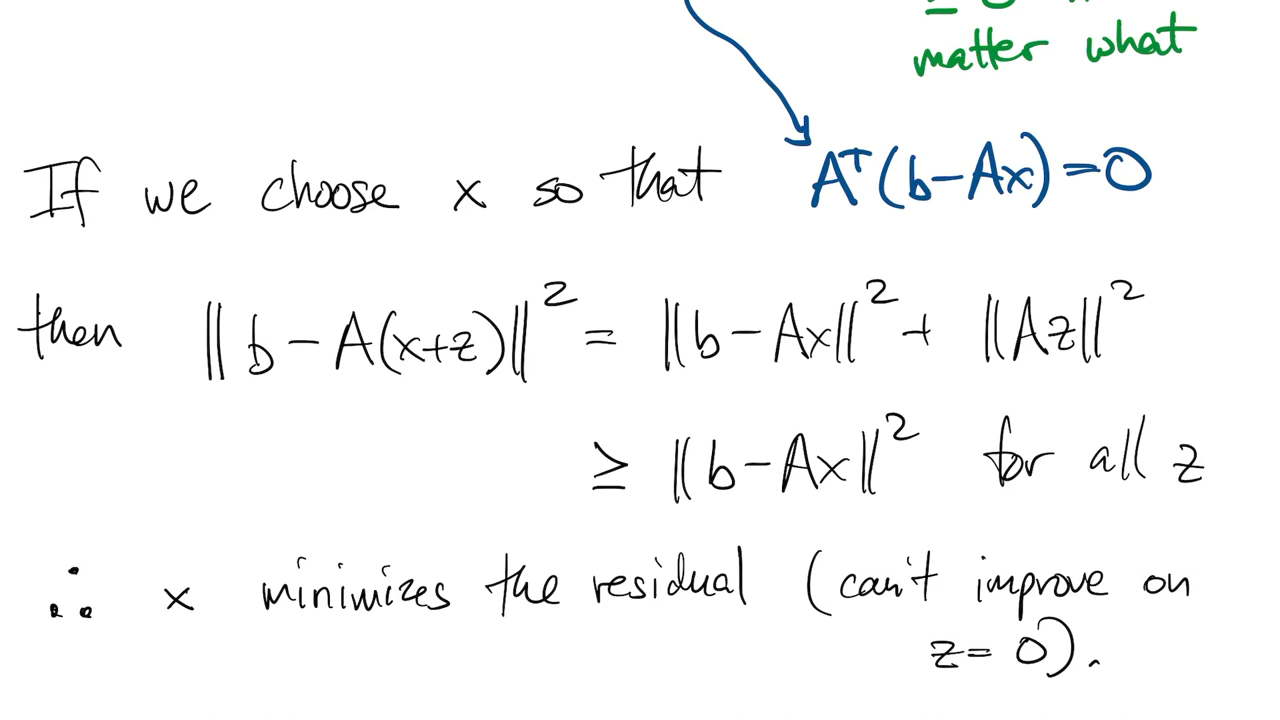 matter what
If we choose x so that Aᵀ(b-Ax)=0
then ||b-A(x+z)||² = ||b-Ax||² + ||Az||²
≥ ||b-Ax||² for all z
∴ x minimizes the residual (can't improve on
z=0).